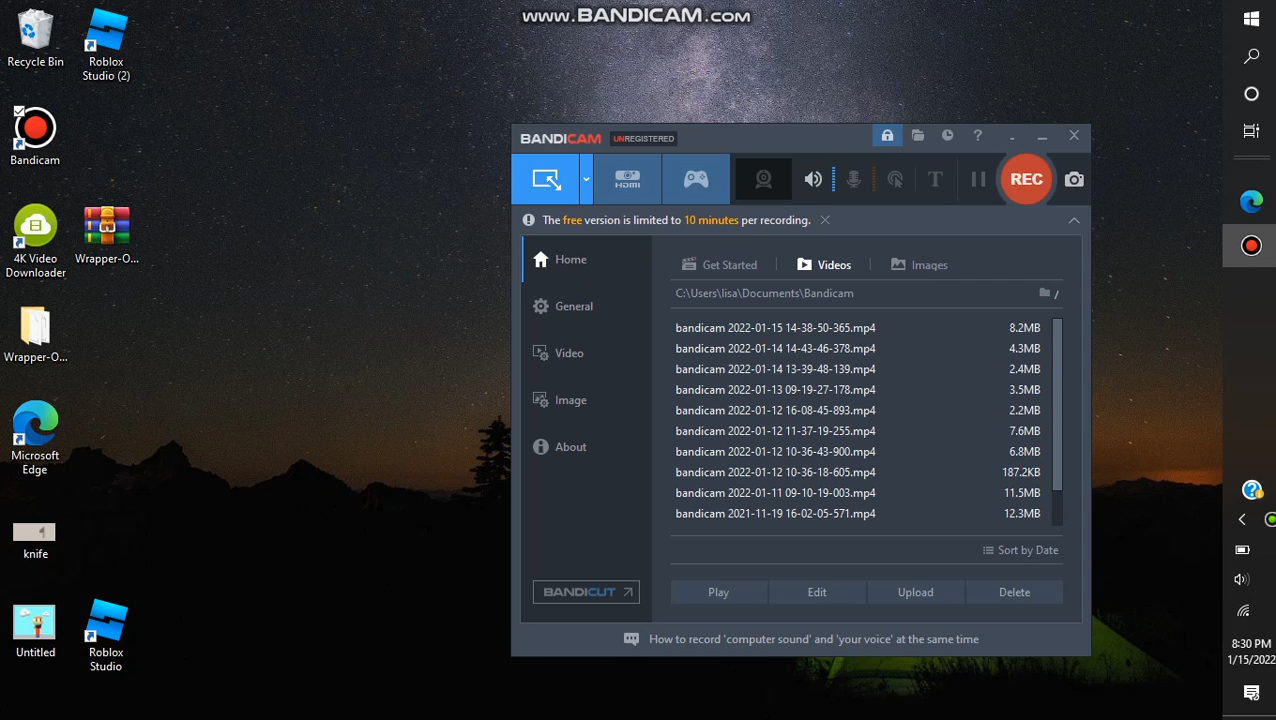 www.BANDICAM.com
Recycle Bin
Roblox
Studio (2)
Bandicam
4K Video
Downloader
Wrapper-O...
Wrapper-O...
Microsoft
Edge
knife
Untitled
Roblox
Studio
BANDICAM UNREGISTERED
HDMI
T
REC
The free version is limited to 10 minutes per recording.
Home
General
Video
Image
About
BANDICUT
Get Started
Videos
Images
C:\Users\lisa\Documents\Bandicam
/
bandicam 2022-01-15 14-38-50-365.mp4 8.2MB
bandicam 2022-01-14 14-43-46-378.mp4 4.3MB
bandicam 2022-01-14 13-39-48-139.mp4 2.4MB
bandicam 2022-01-13 09-19-27-178.mp4 3.5MB
bandicam 2022-01-12 16-08-45-893.mp4 2.2MB
bandicam 2022-01-12 11-37-19-255.mp4 7.6MB
bandicam 2022-01-12 10-36-43-900.mp4 6.8MB
bandicam 2022-01-12 10-36-18-605.mp4 187.2KB
bandicam 2022-01-11 09-10-19-003.mp4 11.5MB
bandicam 2021-11-19 16-02-05-571.mp4 12.3MB
Sort by Date
Play
Edit
Upload
Delete
How to record 'computer sound' and 'your voice' at the same time
8:30 PM
1/15/2022